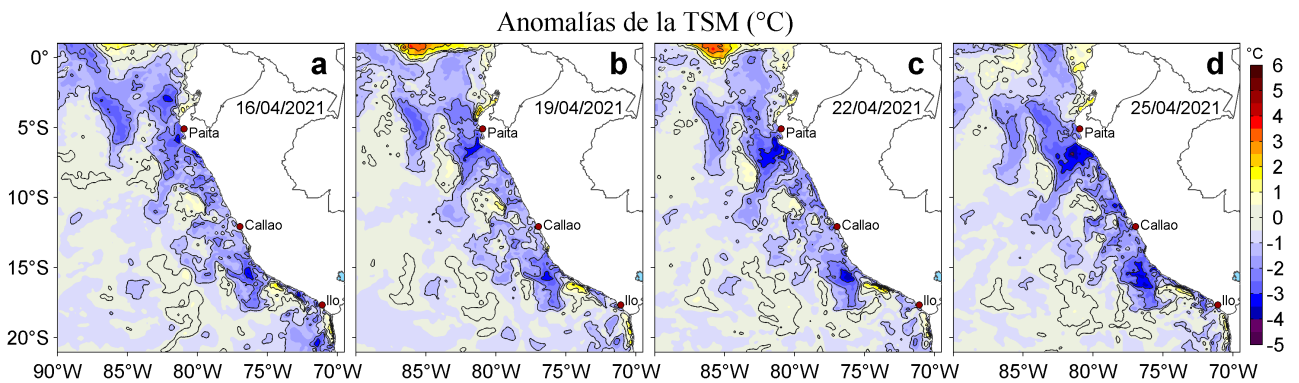 Anomalías de la TSM (°C)
a
b
c
d
°C
16/04/2021
19/04/2021
22/04/2021
25/04/2021
0°
5°S
10°S
15°S
20°S
Paita
Callao
Ilo
Paita
Callao
Ilo
Paita
Callao
Ilo
Paita
Callao
Ilo
90°W 85°W 80°W 75°W 70°W
85°W 80°W 75°W 70°W
85°W 80°W 75°W 70°W
85°W 80°W 75°W 70°W
6
5
4
3
2
1
0
-1
-2
-3
-4
-5